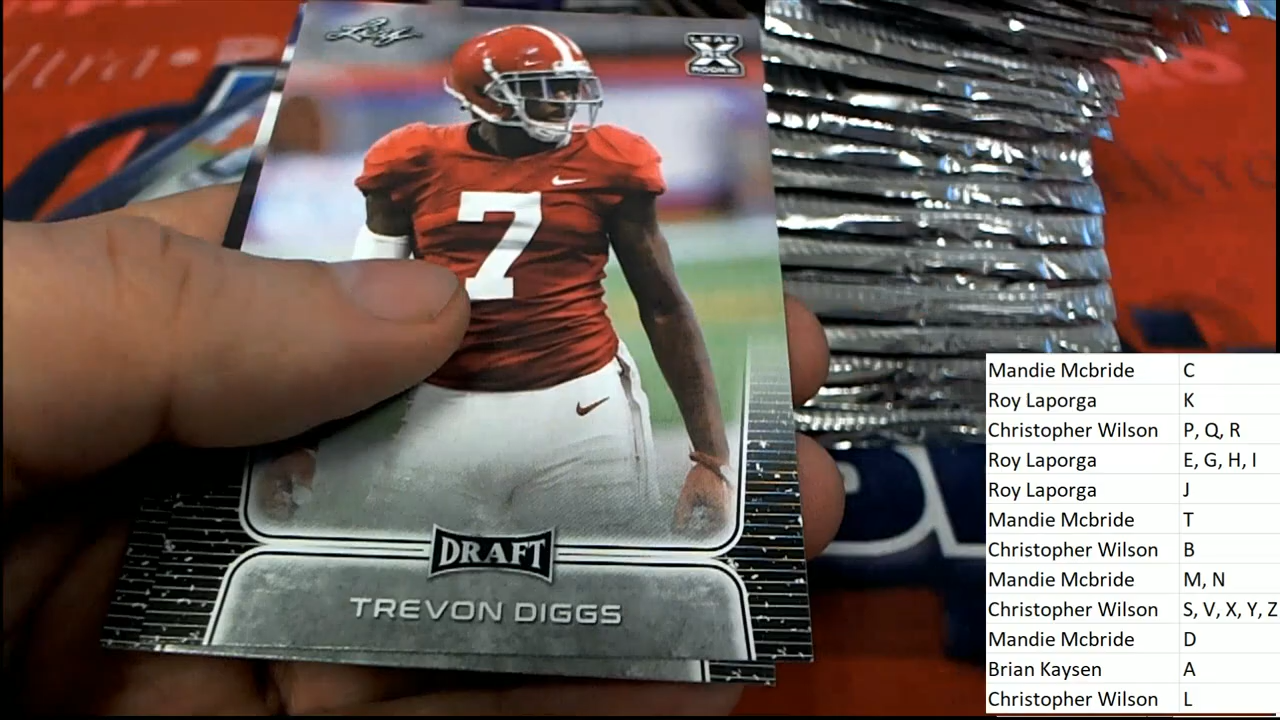 Leaf
LEAF
X
RC
ROOKIE
7
DRAFT
TREVON DIGGS
Mandie Mcbride C
Roy Laporga K
Christopher Wilson P, Q, R
Roy Laporga E, G, H, I
Roy Laporga J
Mandie Mcbride T
Christopher Wilson B
Mandie Mcbride M, N
Christopher Wilson S, V, X, Y, Z
Mandie Mcbride D
Brian Kaysen A
Christopher Wilson L